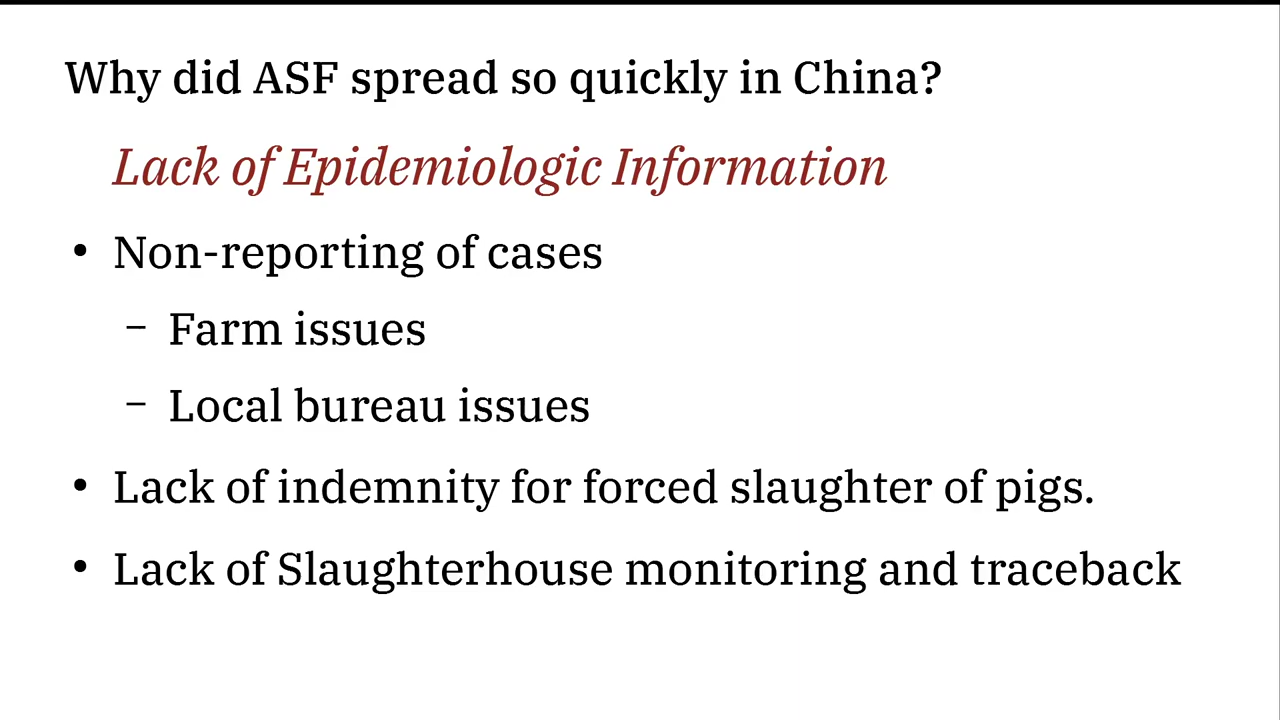 Why did ASF spread so quickly in China?
Lack of Epidemiologic Information
• Non-reporting of cases
– Farm issues
– Local bureau issues
• Lack of indemnity for forced slaughter of pigs.
• Lack of Slaughterhouse monitoring and traceback